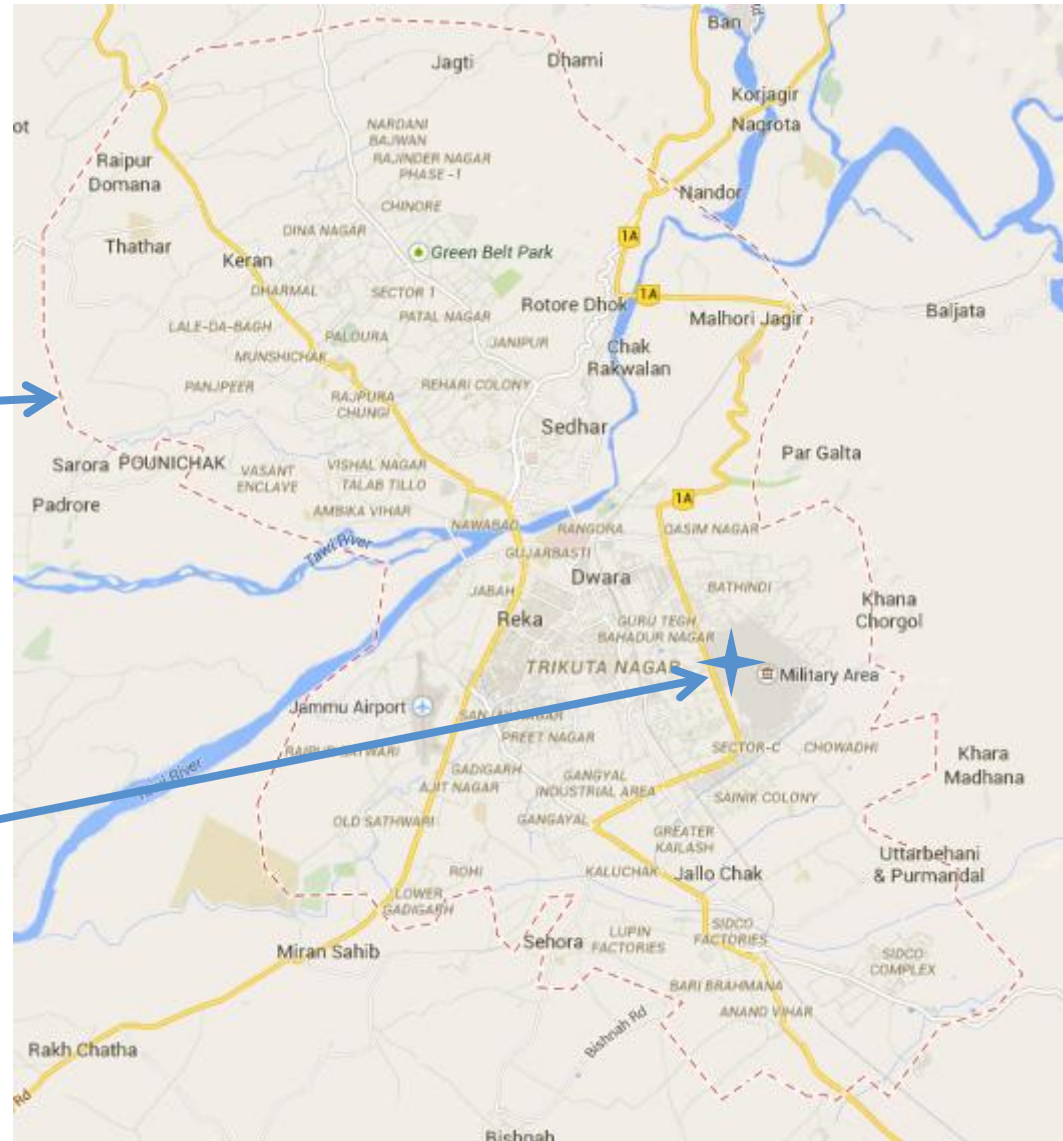 Ban
Jagti
Dhami
Korjagir
Nagrota
ot
NARDANI
BAJWAN
RAJINDER NAGAR
PHASE -1
Raipur
Domana
Nandor
CHINORE
DINA NAGAR
Thathar
1A
Green Belt Park
Keran
DHARMAL
SECTOR 1
1A
Rotore Dhok
Baljata
PATAL NAGAR
Malhori Jagir
LALE-DA-BAGH
PALOURA
JANIPUR
Chak
Rakwalan
MUNSHICHAK
PANJPEER
REHARI COLONY
RAJPURA
CHUNGI
Sedhar
Par Galta
Sarora
POUNICHAK
VASANT
ENCLAVE
VISHAL NAGAR
TALAB TILLO
Padrore
1A
AMBIKA VIHAR
NAWABAD
RANGORA
QASIM NAGAR
Tawi River
GUJARBASTI
Dwara
JABAH
BATHINDI
Khana
Chorgol
Reka
GURU TEGH
BAHADUR NAGAR
TRIKUTA NAGAR
Military Area
Jammu Airport
PREET NAGAR
SECTOR-C
CHOWADHI
Khara
Madhana
River
GADIGARH
AJIT NAGAR
GANGYAL
INDUSTRIAL AREA
SAINIK COLONY
OLD SATHWARI
GANGAYAL
GREATER
KAILASH
Uttarbehani
& Purmandal
ROHI
KALUCHAK
Jallo Chak
LOWER
GADIGARH
Miran Sahib
Sehora
LUPIN
FACTORIES
SIDCO
FACTORIES
SIDCO
COMPLEX
BARI BRAHMANA
ANAND VIHAR
Bishnah Rd
Rakh Chatha
Rd
Bishnah